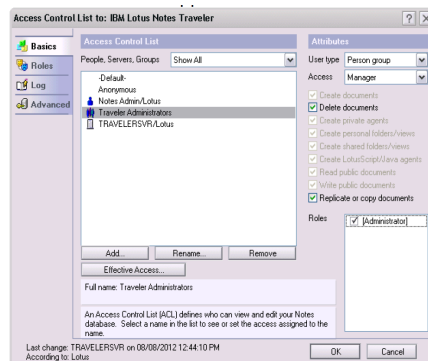 Access Control List to: IBM Lotus Notes Traveler
Basics
Roles
Log
Advanced
Access Control List
People, Servers, Groups
Show All
-Default-
Anonymous
Notes Admin/Lotus
Traveler Administrators
TRAVELERSVR/Lotus
Add...
Rename...
Remove
Effective Access...
Full name: Traveler Administrators
An Access Control List (ACL) defines who can view and edit your Notes
database. Select a name in the list to see or set the access assigned to the
name.
Attributes
User type
Person group
Access
Manager
Create documents
Delete documents
Create private agents
Create personal folders/views
Create shared folders/views
Create LotusScript/Java agents
Read public documents
Write public documents
Replicate or copy documents
Roles
[Administrator]
Last change: TRAVELERSVR on 08/08/2012 12:44:10 PM
According to: Lotus
OK
Cancel